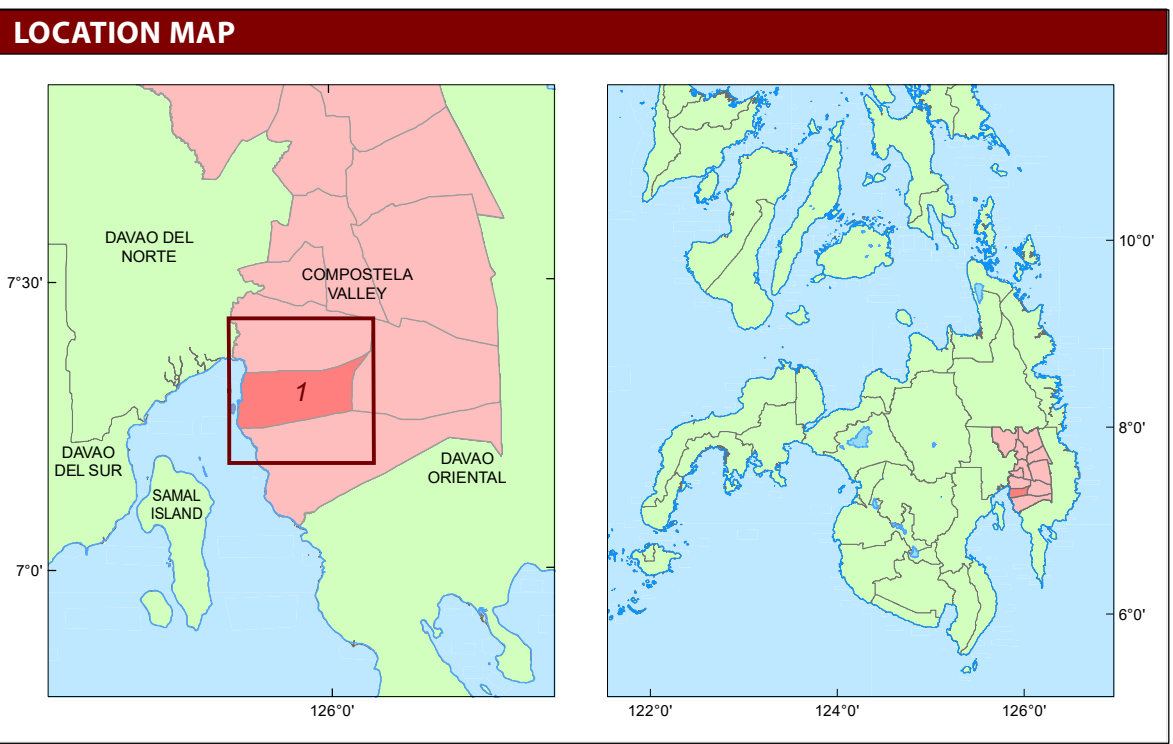 LOCATION MAP
DAVAO DEL
NORTE
COMPOSTELA
VALLEY
7°30'
1
DAVAO
DEL SUR
DAVAO
ORIENTAL
SAMAL
ISLAND
7°0'
126°0'
10°0'
8°0'
6°0'
122°0'
124°0'
126°0'